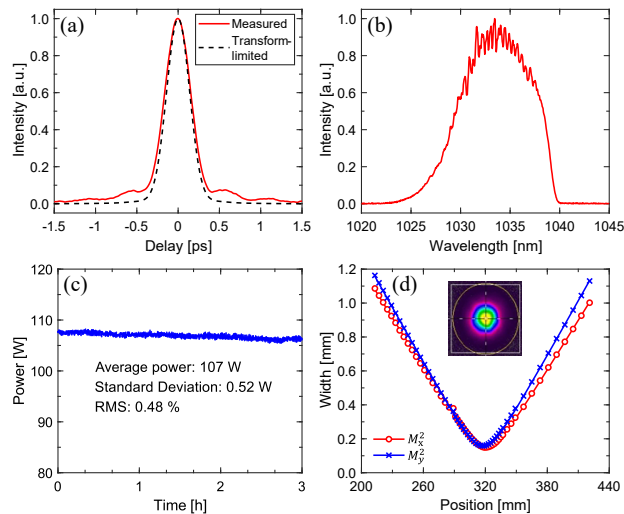 (a)
Measured
Transform-
limited
Intensity [a.u.]
1.0
0.8
0.6
0.4
0.2
0.0
-1.5 -1 -0.5 0 0.5 1 1.5
Delay [ps]
(b)
Intensity [a.u.]
1.0
0.8
0.6
0.4
0.2
0.0
1020 1025 1030 1035 1040 1045
Wavelength [nm]
(c)
Power [W]
120
110
100
90
80
Average power: 107 W
Standard Deviation: 0.52 W
RMS: 0.48 %
0 1 2 3
Time [h]
(d)
Width [mm]
1.2
1.0
0.8
0.6
0.4
0.2
0.0
M²x
M²y
200 260 320 380 440
Position [mm]